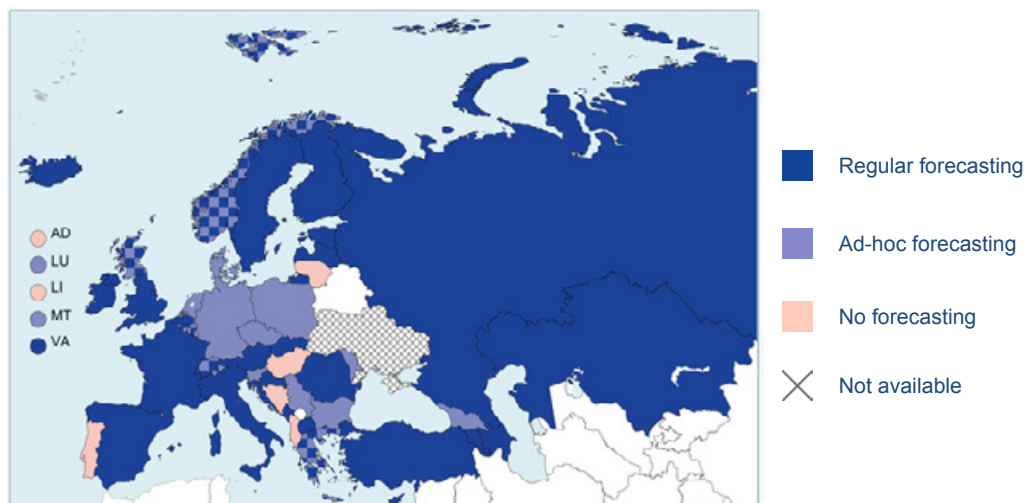 AD
LU
LI
MT
VA
Regular forecasting
Ad-hoc forecasting
No forecasting
Not available